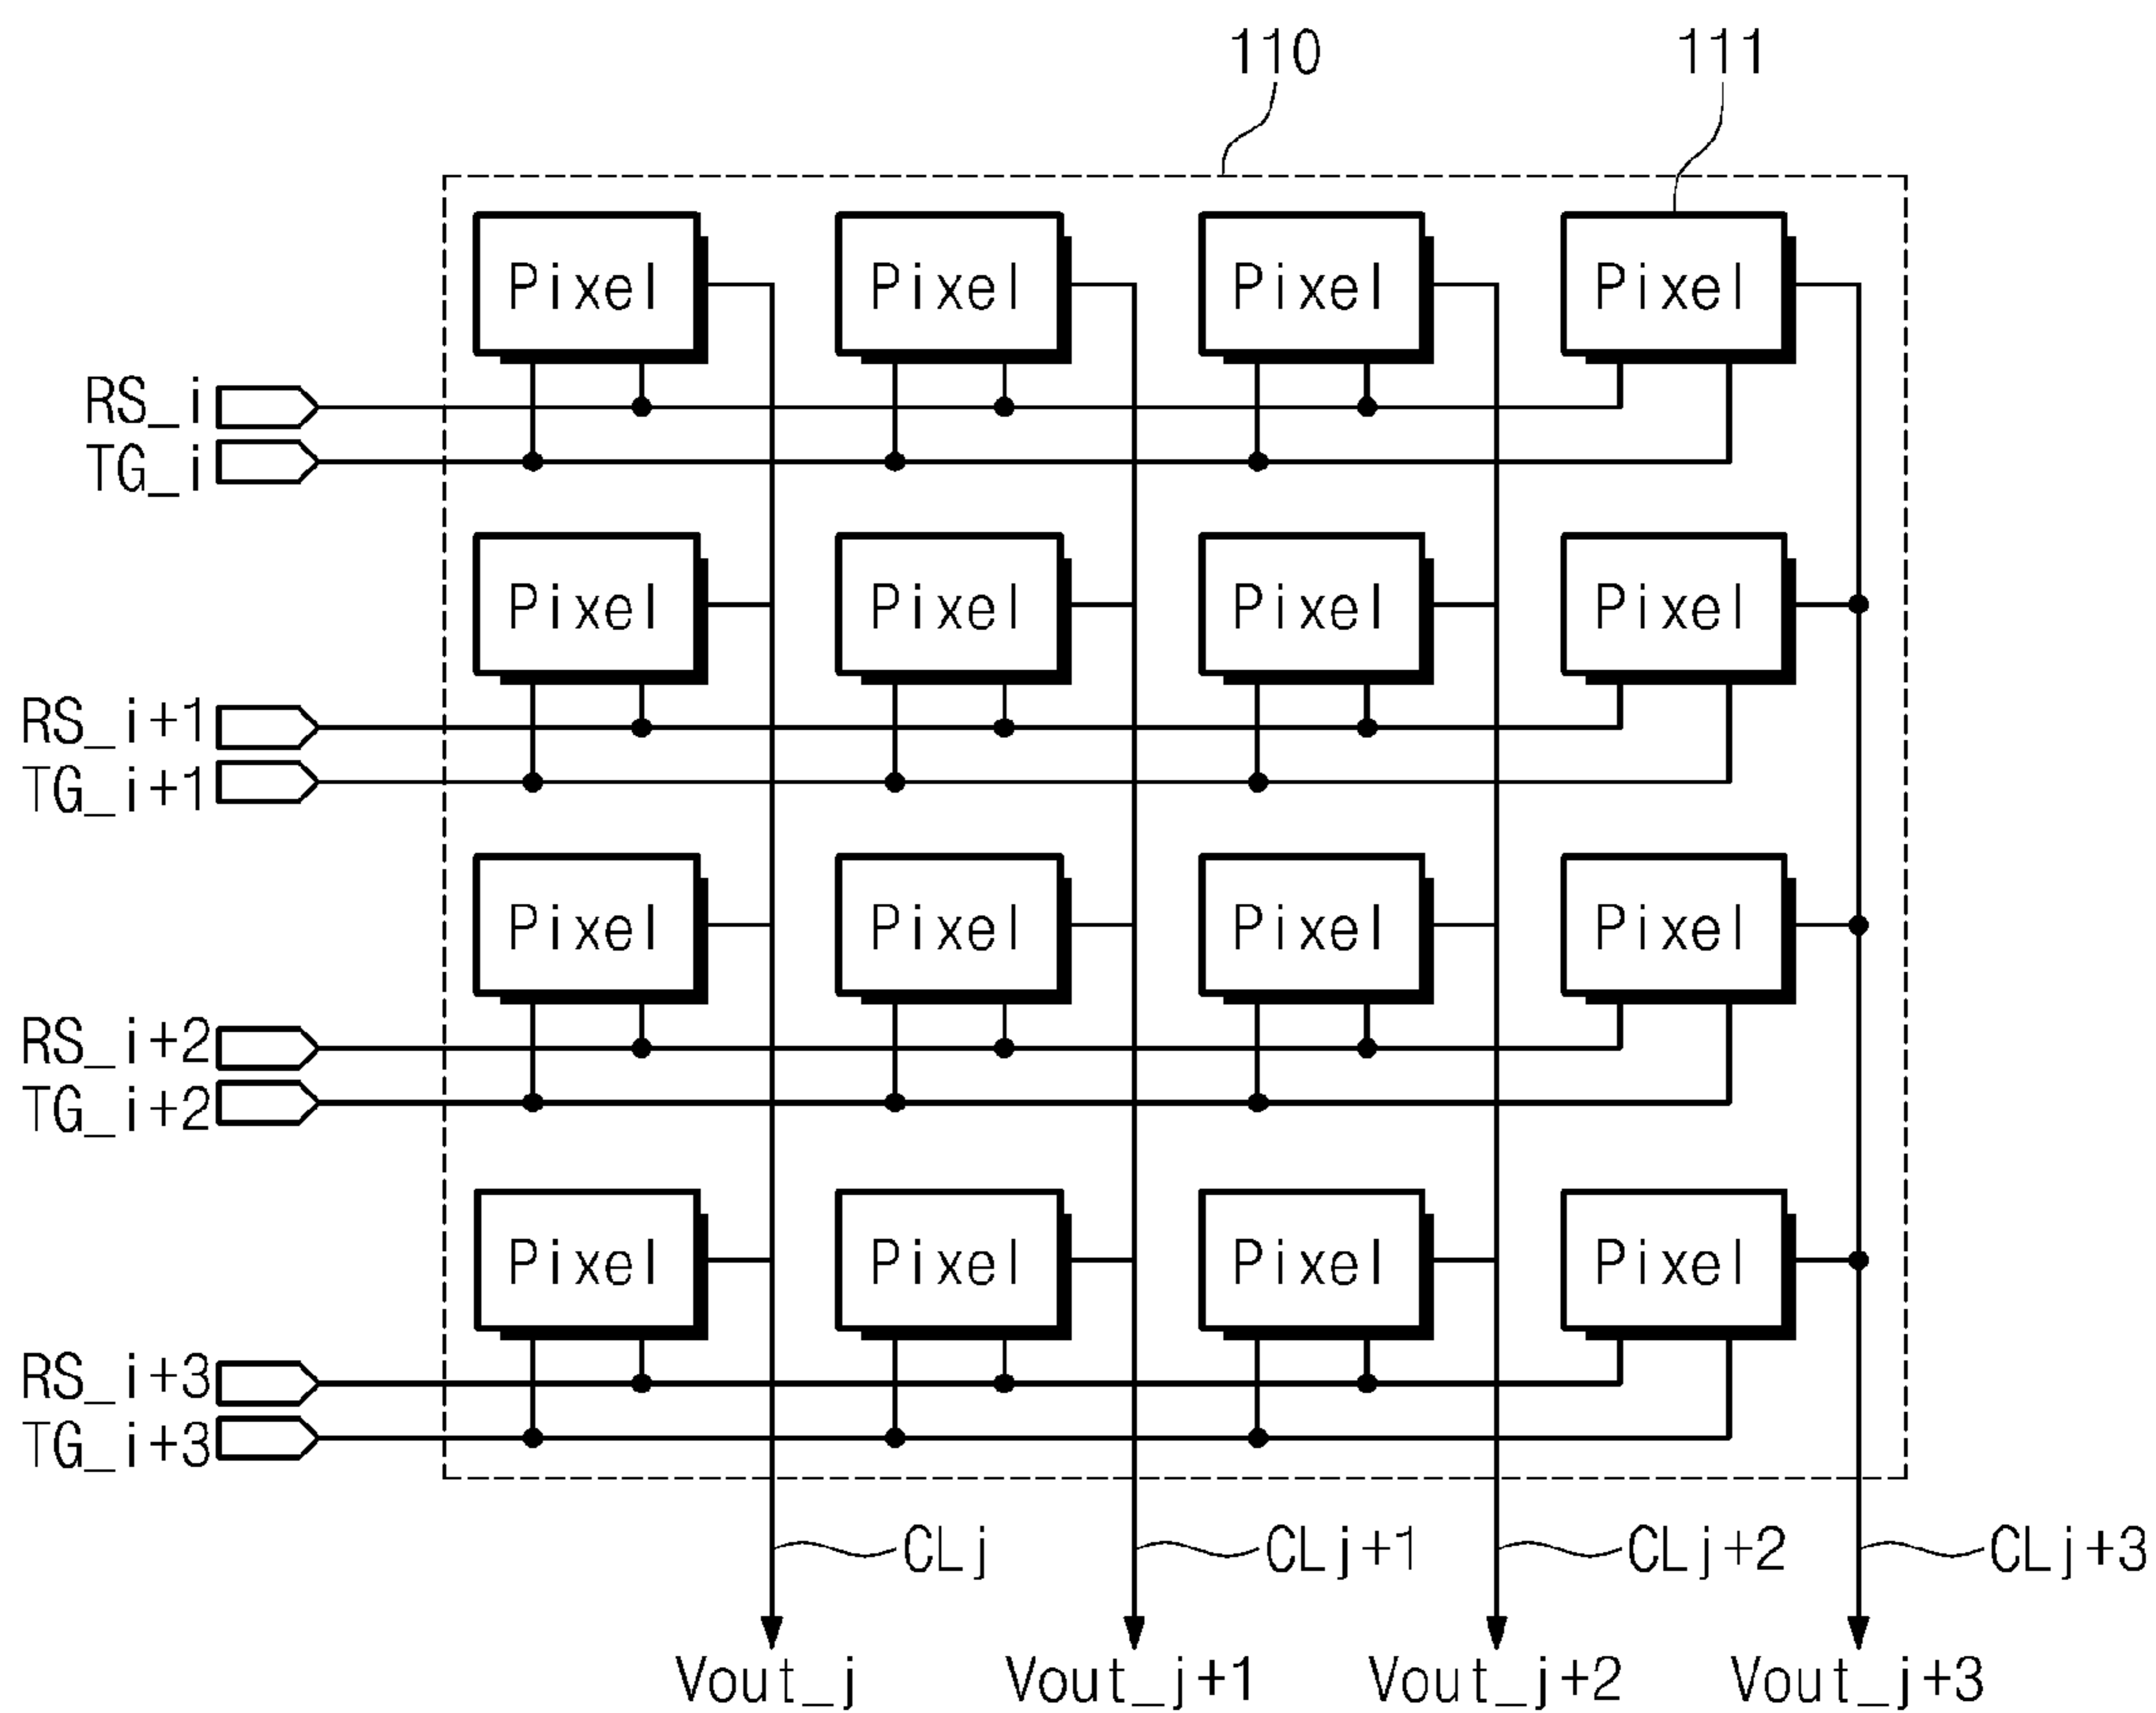 110 111
Pixel Pixel Pixel Pixel
RS_i
TG_i
Pixel Pixel Pixel Pixel
RS_i+1
TG_i+1
Pixel Pixel Pixel Pixel
RS_i+2
TG_i+2
Pixel Pixel Pixel Pixel
RS_i+3
TG_i+3
CLj CLj+1 CLj+2 CLj+3
Vout_j Vout_j+1 Vout_j+2 Vout_j+3